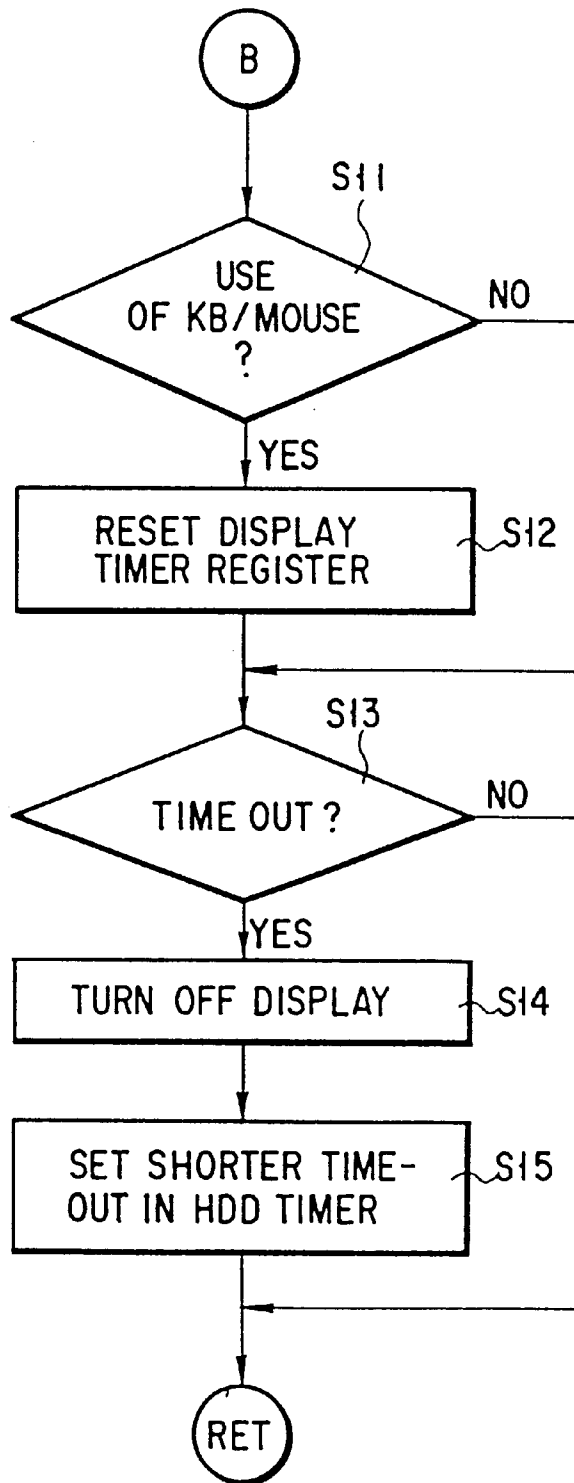 B
S11
USE
OF KB/MOUSE
?
NO
YES
RESET DISPLAY
TIMER REGISTER
S12
S13
TIME OUT ?
NO
YES
TURN OFF DISPLAY
S14
SET SHORTER TIME-
OUT IN HDD TIMER
S15
RET